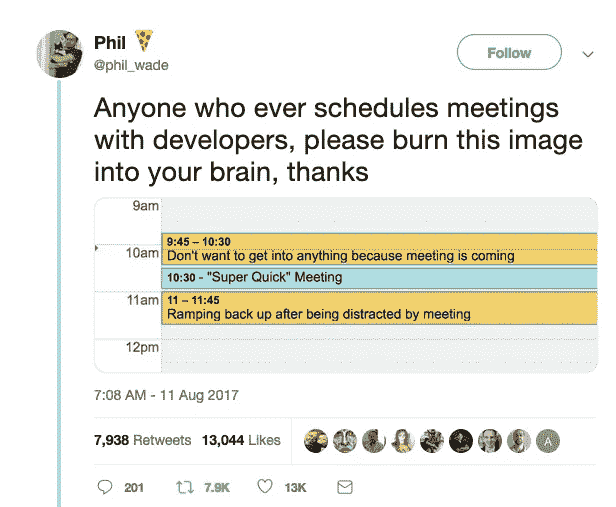 Phil
@phil_wade
Follow
Anyone who ever schedules meetings
with developers, please burn this image
into your brain, thanks
9am
9:45 – 10:30
10am Don't want to get into anything because meeting is coming
10:30 - "Super Quick" Meeting
11am 11 – 11:45
Ramping back up after being distracted by meeting
12pm
7:08 AM - 11 Aug 2017
7,938 Retweets 13,044 Likes
A
201 7.9K 13K